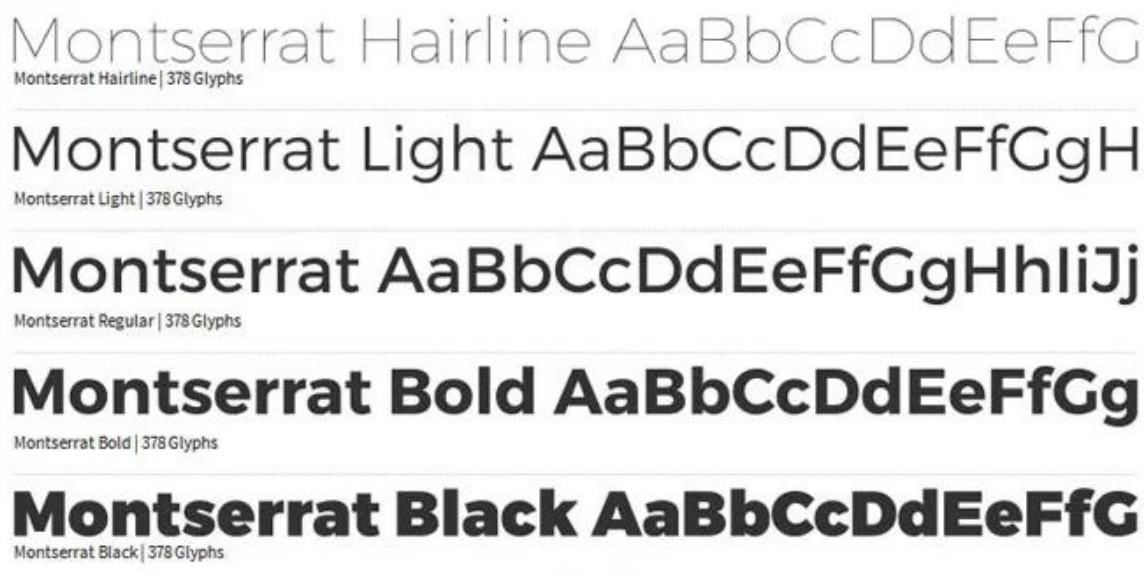 Montserrat Hairline AaBbCcDdEeFfG
Montserrat Hairline | 378 Glyphs
Montserrat Light AaBbCcDdEeFfGgH
Montserrat Light | 378 Glyphs
Montserrat AaBbCcDdEeFfGgHhIiJj
Montserrat Regular | 378 Glyphs
Montserrat Bold AaBbCcDdEeFfGg
Montserrat Bold | 378 Glyphs
Montserrat Black AaBbCcDdEeFfG
Montserrat Black | 378 Glyphs